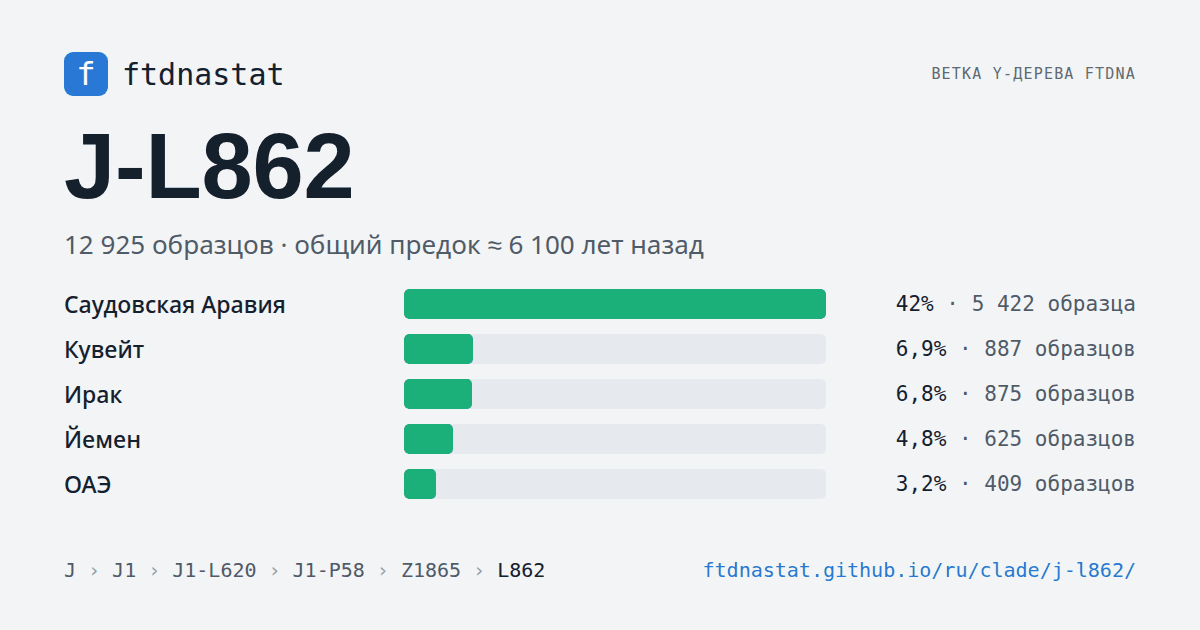 f ftdnastat
ВЕТКА Y-ДЕРЕВА FTDNA
J-L862
12 925 образцов · общий предок ≈ 6 100 лет назад
Саудовская Аравия 42% · 5 422 образца
Кувейт 6,9% · 887 образцов
Ирак 6,8% · 875 образцов
Йемен 4,8% · 625 образцов
ОАЭ 3,2% · 409 образцов
J › J1 › J1-L620 › J1-P58 › Z1865 › L862
ftdnastat.github.io/ru/clade/j-l862/